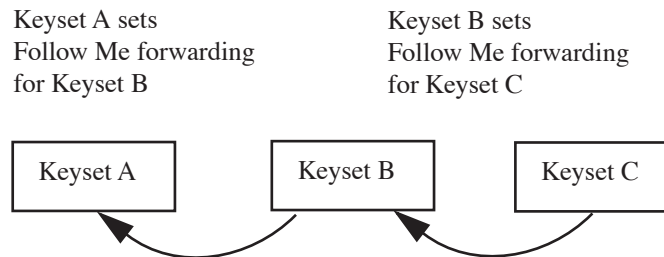 Keyset A sets
Follow Me forwarding
for Keyset B
Keyset B sets
Follow Me forwarding
for Keyset C
Keyset A
Keyset B
Keyset C